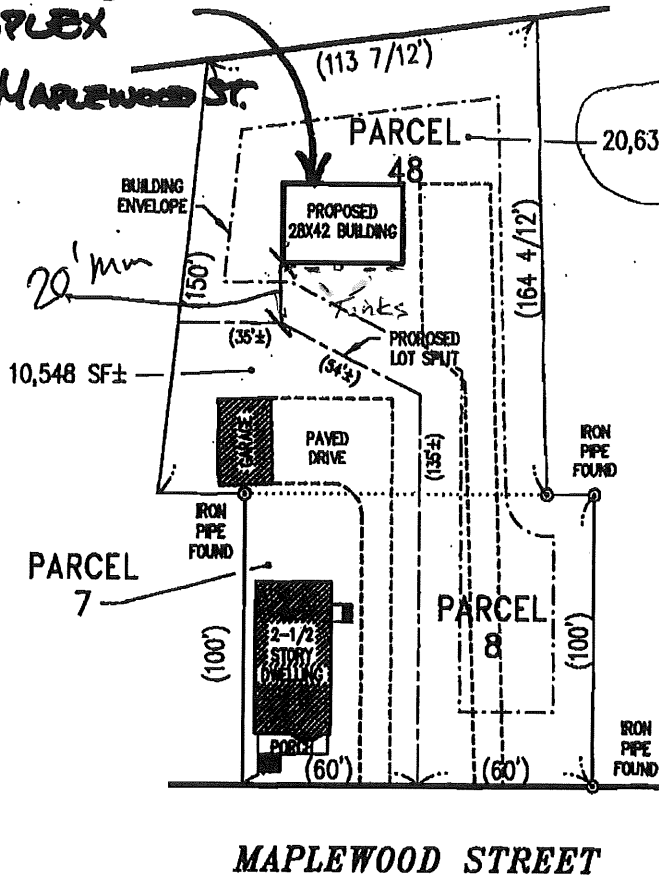 PLEX
MAPLEWOOD ST.
(113 7/12')
PARCEL
48
20,63
BUILDING
ENVELOPE
PROPOSED
28X42 BUILDING
20' min
(150')
(164 4/12')
Tanks
(35'±)
PROPOSED
LOT SPLIT
(54'±)
10,548 SF±
GARAGE
PAVED
DRIVE
(135'±)
IRON
PIPE
FOUND
IRON
PIPE
FOUND
PARCEL
7
PARCEL
8
2-1/2
STORY
DWELLING
(100')
(100')
PORCH
(60')
(60')
IRON
PIPE
FOUND
MAPLEWOOD STREET